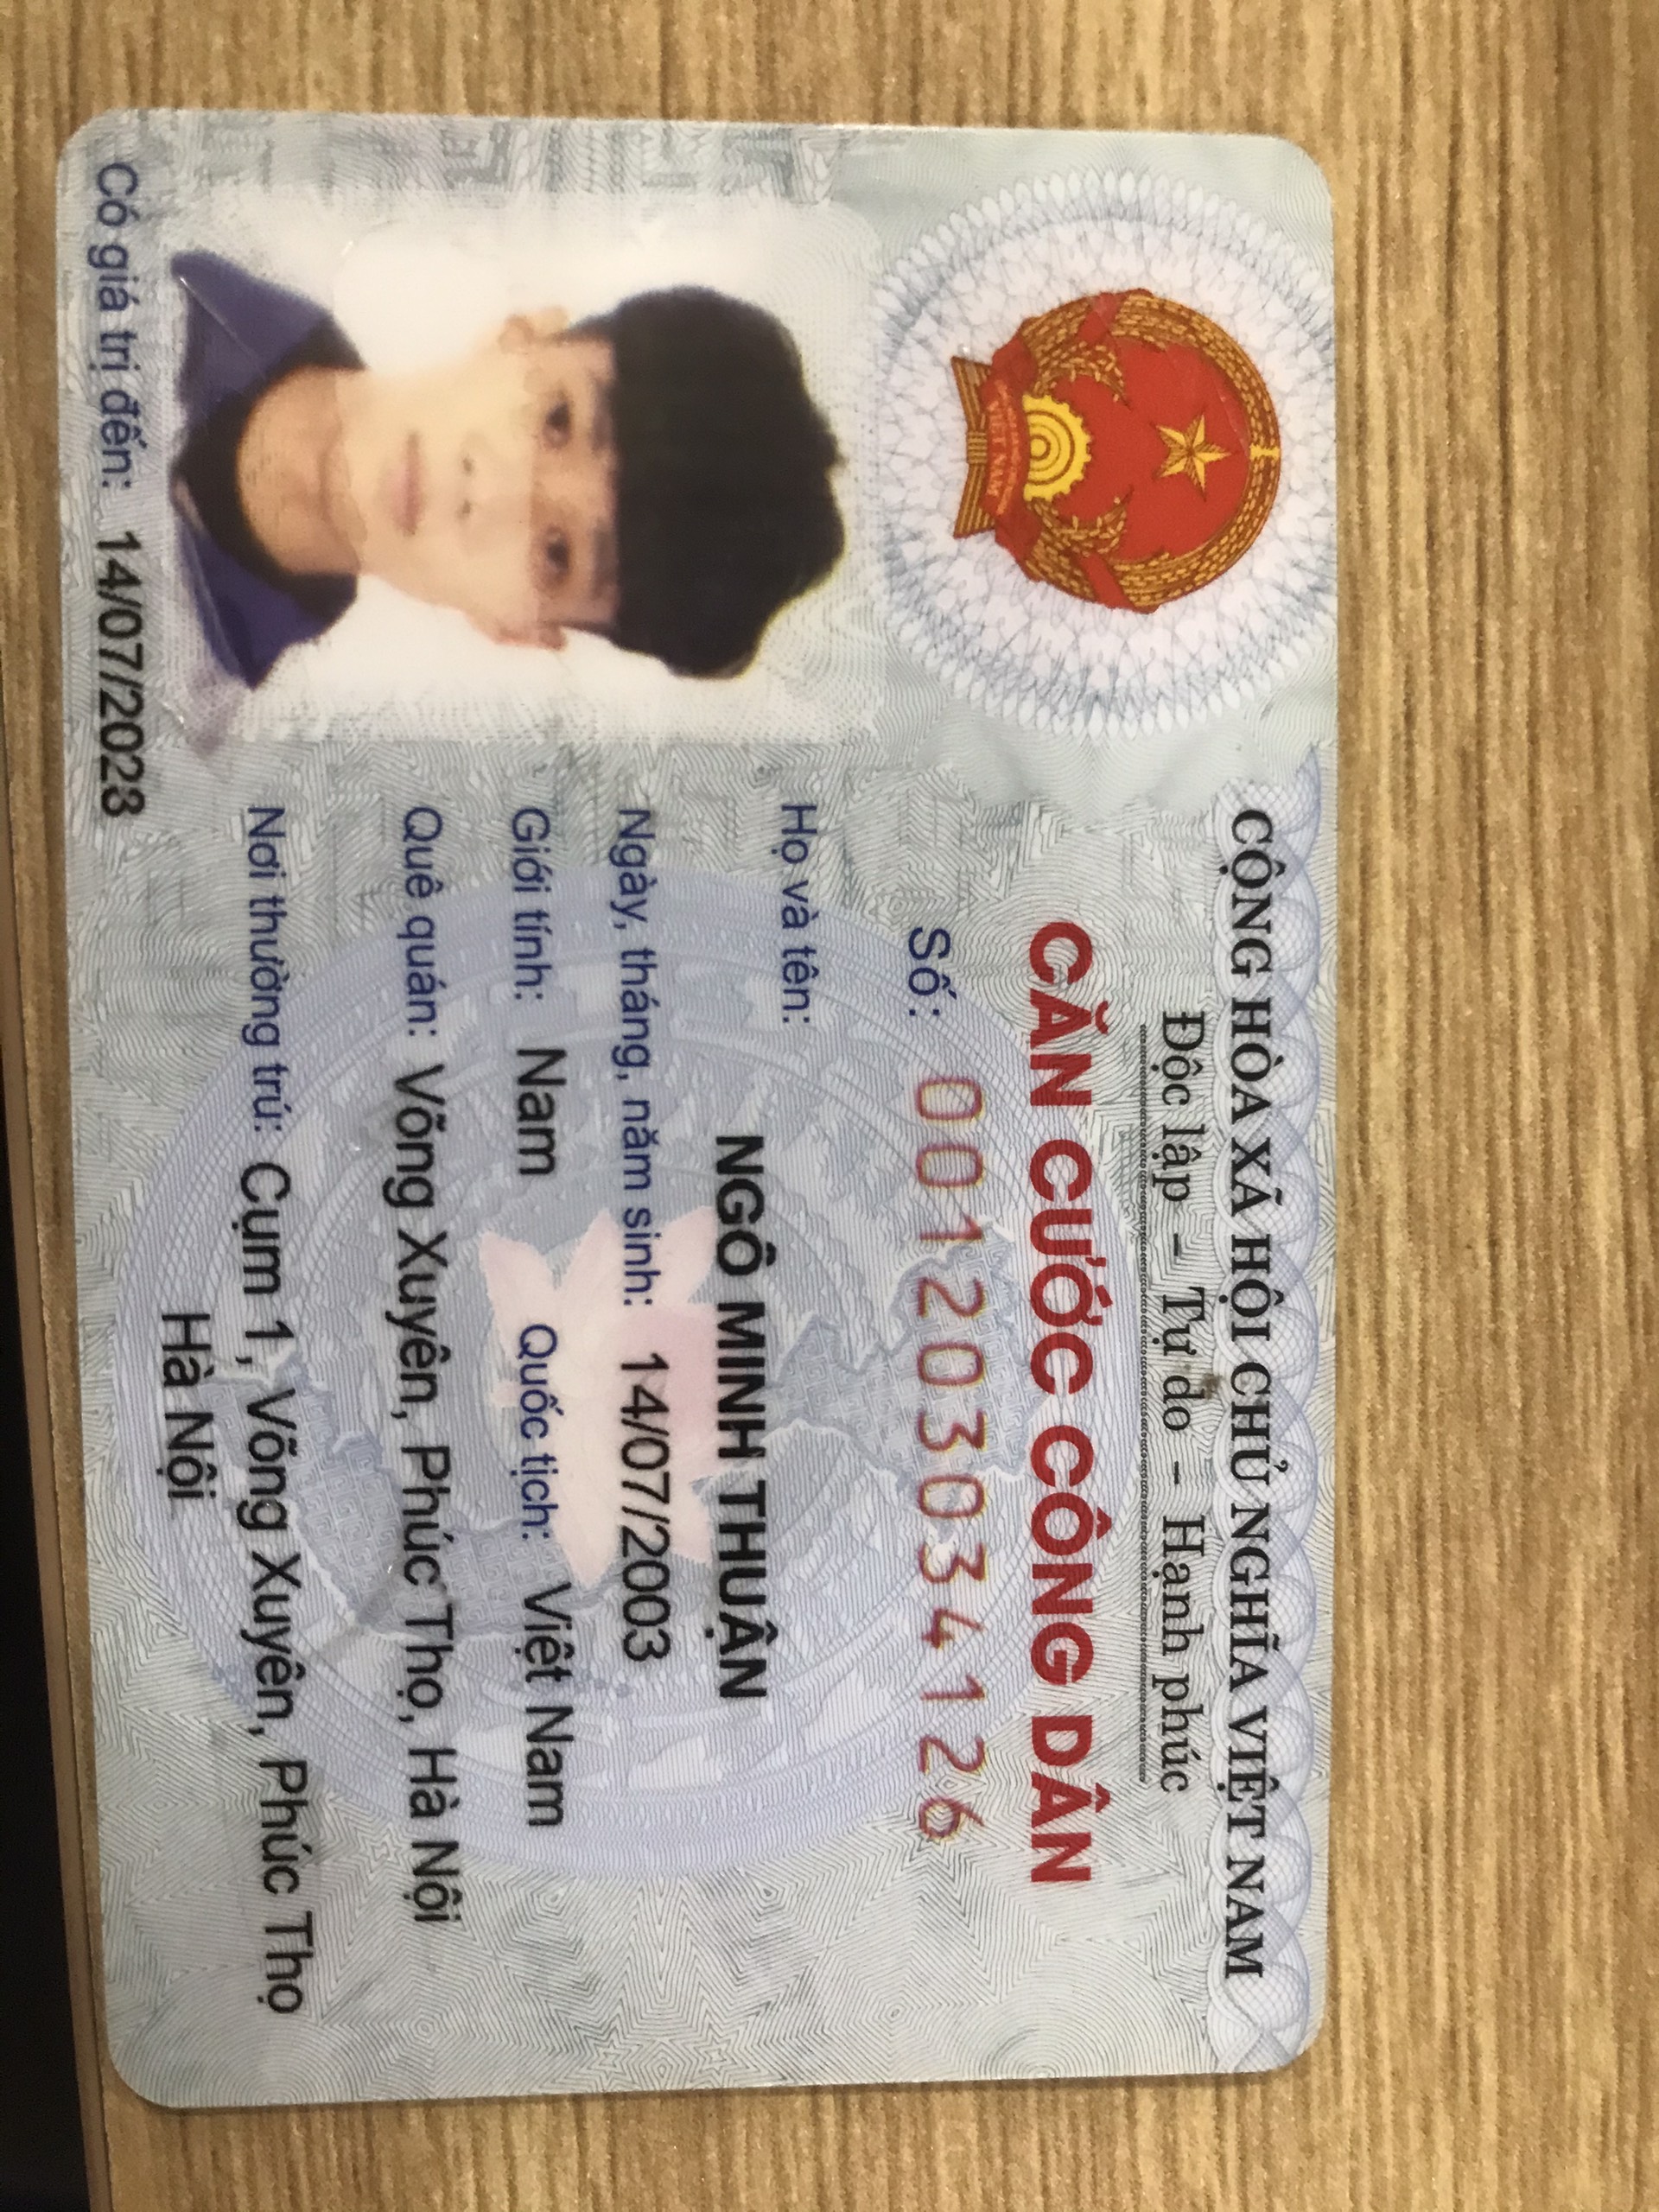 CỘNG HÒA XÃ HỘI CHỦ NGHĨA VIỆT NAM
Độc lập – Tự do – Hạnh phúc
CĂN CƯỚC CÔNG DÂN
Số: 001203034126
Họ và tên:
NGÔ MINH THUẬN
Ngày, tháng, năm sinh: 14/07/2003
Giới tính: Nam Quốc tịch: Việt Nam
Quê quán: Võng Xuyên, Phúc Thọ, Hà Nội
Nơi thường trú: Cụm 1, Võng Xuyên, Phúc Thọ
Hà Nội
Có giá trị đến: 14/07/2028
VIỆT NAM